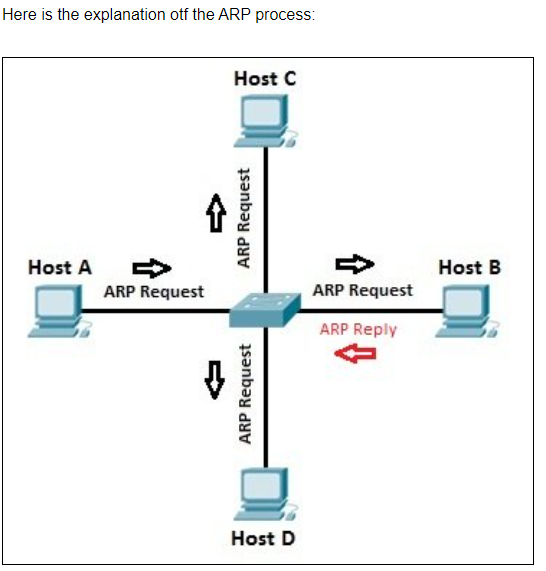 Here is the explanation otf the ARP process:
Host C
ARP Request
Host A
ARP Request
ARP Request
Host B
ARP Reply
ARP Request
Host D